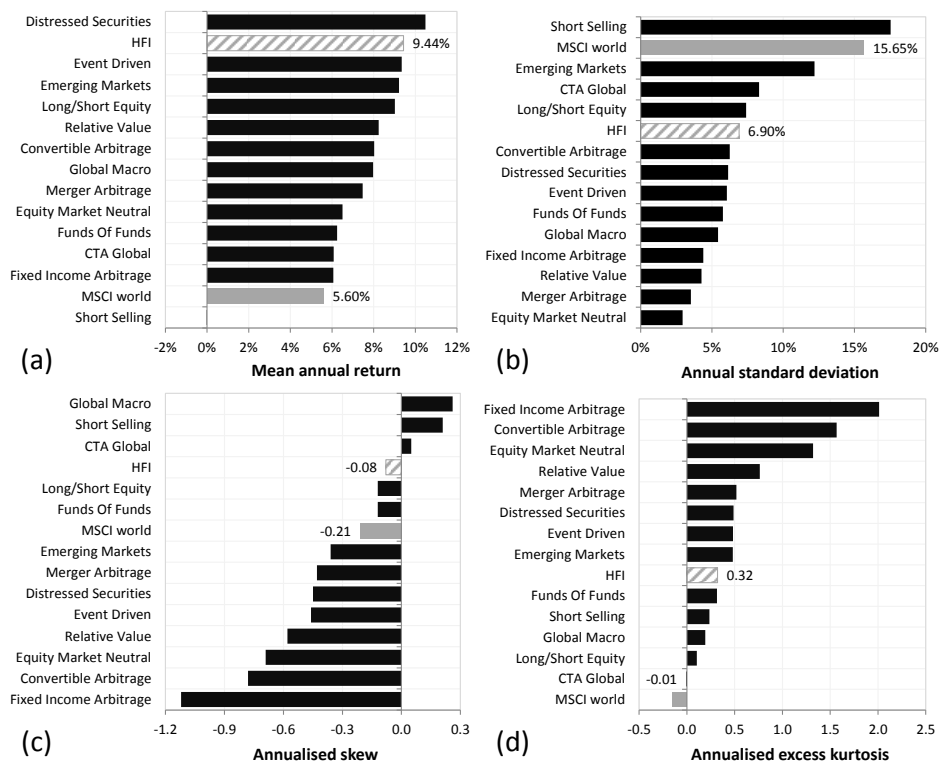 Distressed Securities
HFI
9.44%
Event Driven
Emerging Markets
Long/Short Equity
Relative Value
Convertible Arbitrage
Global Macro
Merger Arbitrage
Equity Market Neutral
Funds Of Funds
CTA Global
Fixed Income Arbitrage
MSCI world
5.60%
Short Selling
-2% 0% 2% 4% 6% 8% 10% 12%
(a)
Mean annual return
Short Selling
MSCI world
15.65%
Emerging Markets
CTA Global
Long/Short Equity
HFI
6.90%
Convertible Arbitrage
Distressed Securities
Event Driven
Funds Of Funds
Global Macro
Fixed Income Arbitrage
Relative Value
Merger Arbitrage
Equity Market Neutral
0% 5% 10% 15% 20%
(b)
Annual standard deviation
Global Macro
Short Selling
CTA Global
HFI
-0.08
Long/Short Equity
Funds Of Funds
MSCI world
-0.21
Emerging Markets
Merger Arbitrage
Distressed Securities
Event Driven
Relative Value
Equity Market Neutral
Convertible Arbitrage
Fixed Income Arbitrage
-1.2 -0.9 -0.6 -0.3 0.0 0.3
(c)
Annualised skew
Fixed Income Arbitrage
Convertible Arbitrage
Equity Market Neutral
Relative Value
Merger Arbitrage
Distressed Securities
Event Driven
Emerging Markets
HFI
0.32
Funds Of Funds
Short Selling
Global Macro
Long/Short Equity
CTA Global
-0.01
MSCI world
-0.5 0.0 0.5 1.0 1.5 2.0 2.5
(d)
Annualised excess kurtosis